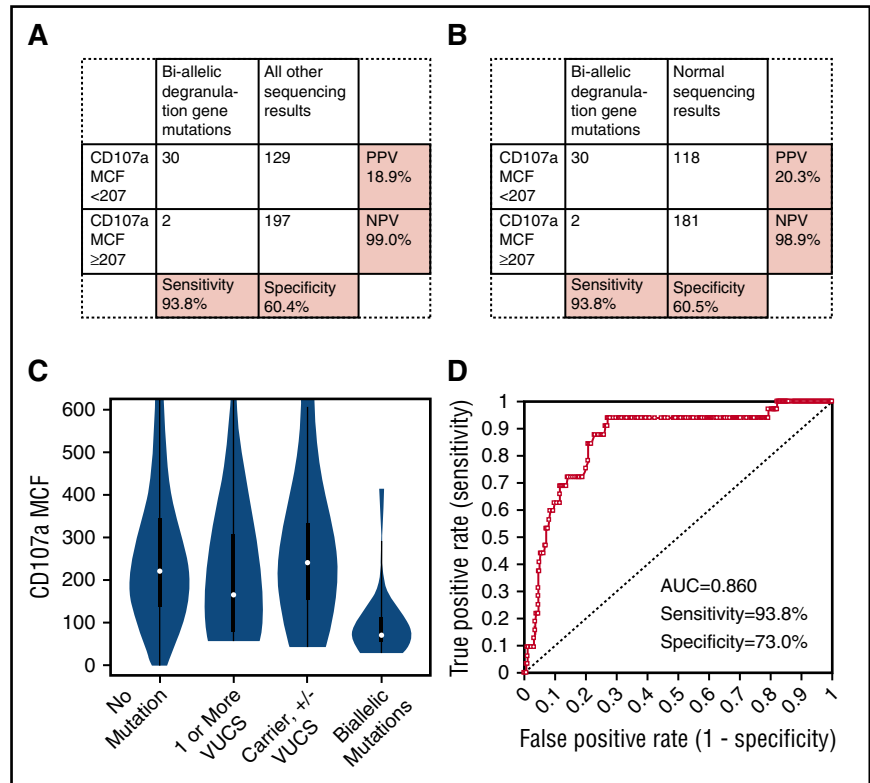 A
Bi-allelic
degranula-
tion gene
mutations
All other
sequencing
results
CD107a
MCF
<207
30
129
PPV
18.9%
CD107a
MCF
≥207
2
197
NPV
99.0%
Sensitivity
93.8%
Specificity
60.4%
B
Bi-allelic
degranula-
tion gene
mutations
Normal
sequencing
results
CD107a
MCF
<207
30
118
PPV
20.3%
CD107a
MCF
≥207
2
181
NPV
98.9%
Sensitivity
93.8%
Specificity
60.5%
C
CD107a MCF
600
500
400
300
200
100
0
No
Mutation
1 or More
VUCS
Carrier, +/-
VUCS
Biallelic
Mutations
D
True positive rate (sensitivity)
1
0.9
0.8
0.7
0.6
0.5
0.4
0.3
0.2
0.1
0
AUC=0.860
Sensitivity=93.8%
Specificity=73.0%
0
0.1
0.2
0.3
0.4
0.5
0.6
0.7
0.8
0.9
1
False positive rate (1 - specificity)